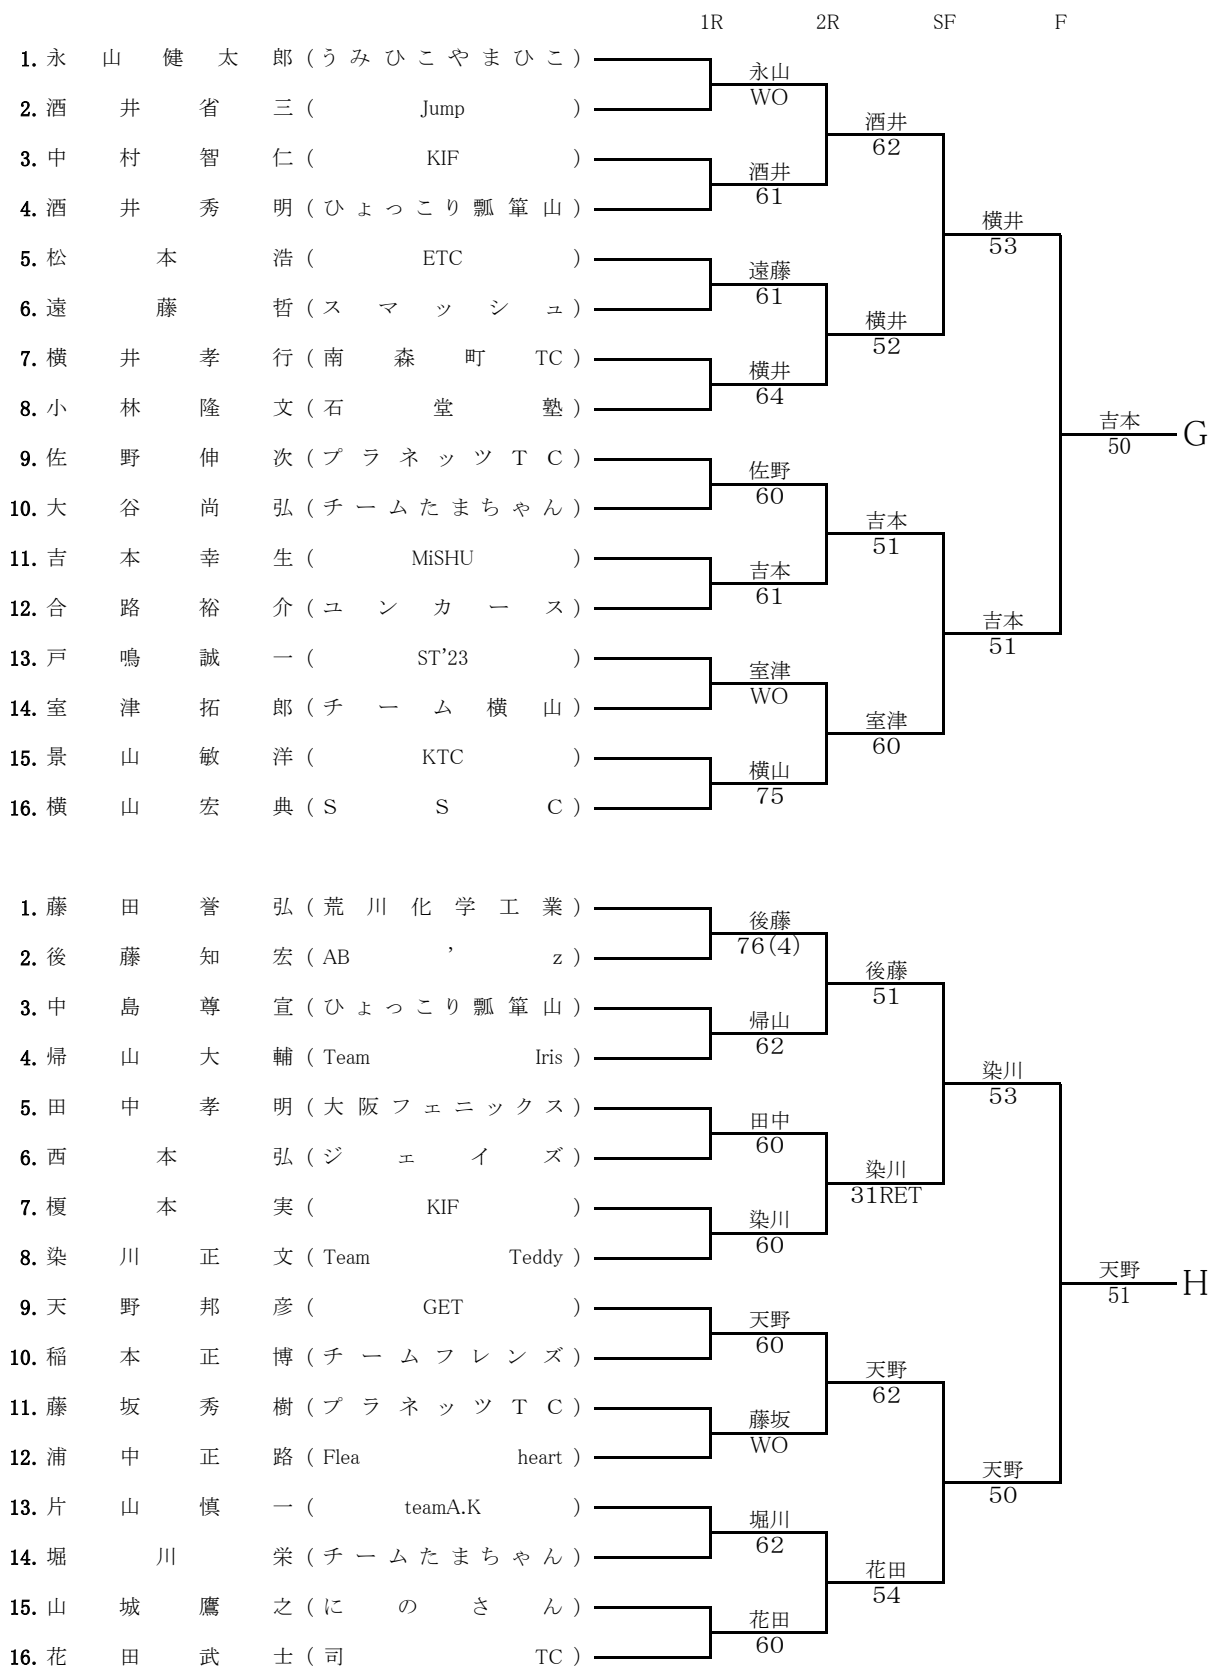 1R 2R SF F
1. 永山健太郎(うみひこやまひこ)
永山
WO
2. 酒井省三( Jump )
酒井
62
3. 中村智仁( KIF )
酒井
61
4. 酒井秀明(ひょっこり瓢箪山)
横井
53
5. 松本浩( ETC )
遠藤
61
6. 遠藤哲(スマッシュ)
横井
52
7. 横井孝行(南森町TC)
横井
64
8. 小林隆文(石堂塾)
吉本
50
G
9. 佐野伸次(プラネッツTC)
佐野
60
10. 大谷尚弘(チームたまちゃん)
吉本
51
11. 吉本幸生( MiSHU )
吉本
61
12. 合路裕介(ユンカース)
吉本
51
13. 戸鳴誠一( ST’23 )
室津
WO
14. 室津拓郎(チーム横山)
室津
60
15. 景山敏洋( KTC )
横山
75
16. 横山宏典(SSC)
1. 藤田誉弘(荒川化学工業)
後藤
76(4)
2. 後藤知宏(AB’z)
後藤
51
3. 中島尊宣(ひょっこり瓢箪山)
帰山
62
4. 帰山大輔(Team Iris)
染川
53
5. 田中孝明(大阪フェニックス)
田中
60
6. 西本弘(ジェイズ)
染川
31RET
7. 榎本実( KIF )
染川
60
8. 染川正文(Team Teddy)
天野
51
H
9. 天野邦彦( GET )
天野
60
10. 稲本正博(チームフレンズ)
天野
62
11. 藤坂秀樹(プラネッツTC)
藤坂
WO
12. 浦中正路(Flea heart)
天野
50
13. 片山慎一( teamA.K )
堀川
62
14. 堀川栄(チームたまちゃん)
花田
54
15. 山城鷹之(にのさん)
花田
60
16. 花田武士(司TC)